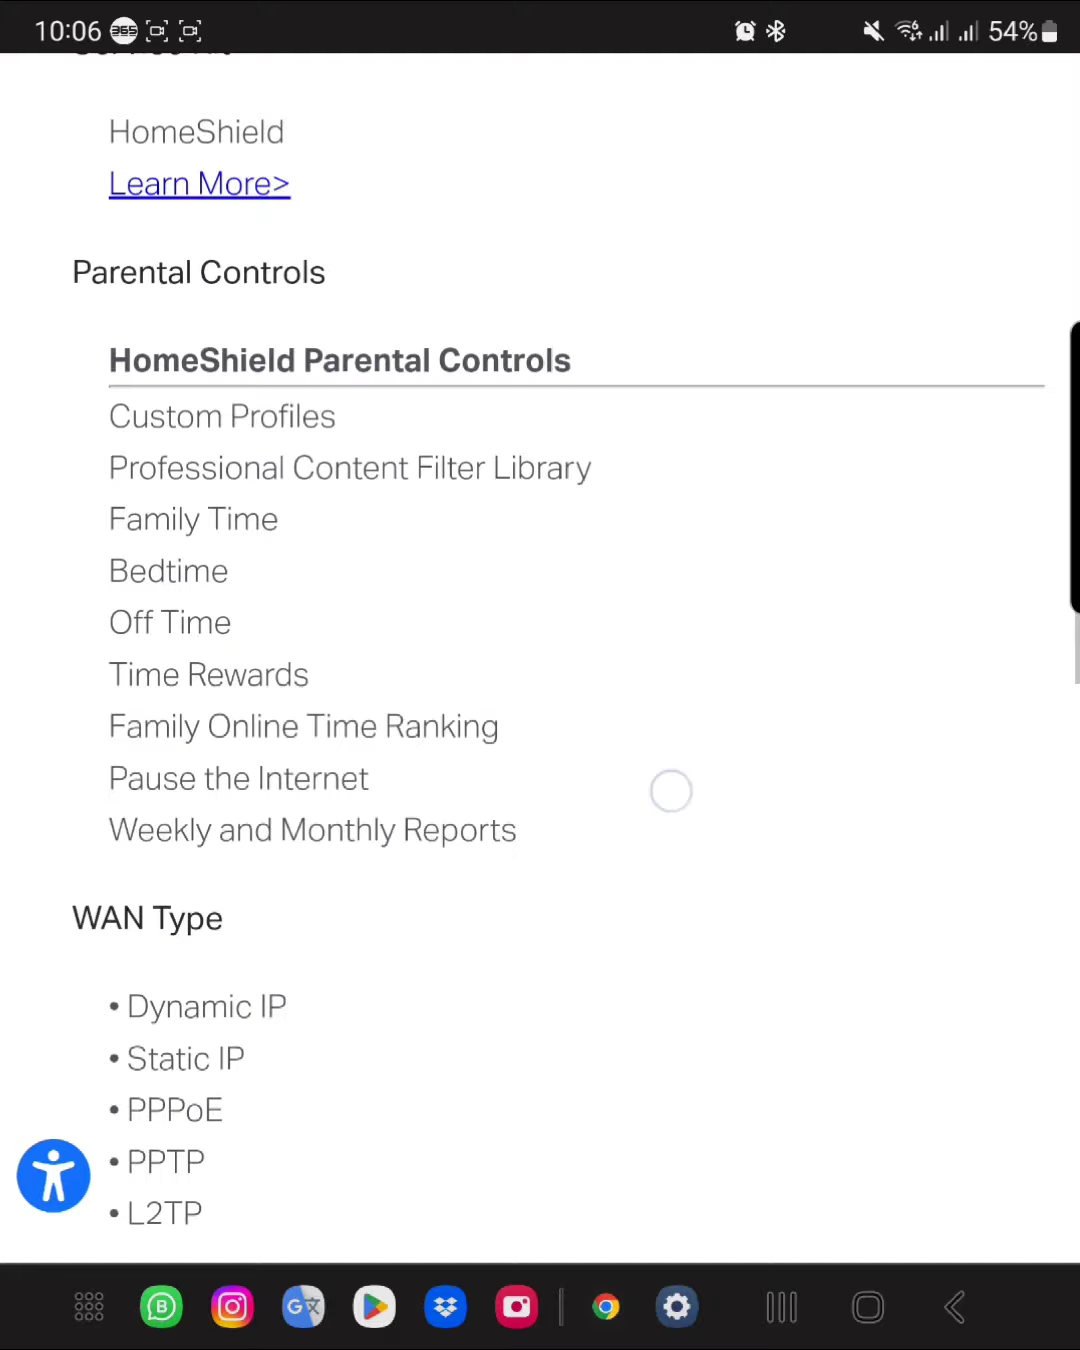 10:06
365
54%
HomeShield
Learn More>
Parental Controls
HomeShield Parental Controls
Custom Profiles
Professional Content Filter Library
Family Time
Bedtime
Off Time
Time Rewards
Family Online Time Ranking
Pause the Internet
Weekly and Monthly Reports
WAN Type
• Dynamic IP
• Static IP
• PPPoE
• PPTP
• L2TP